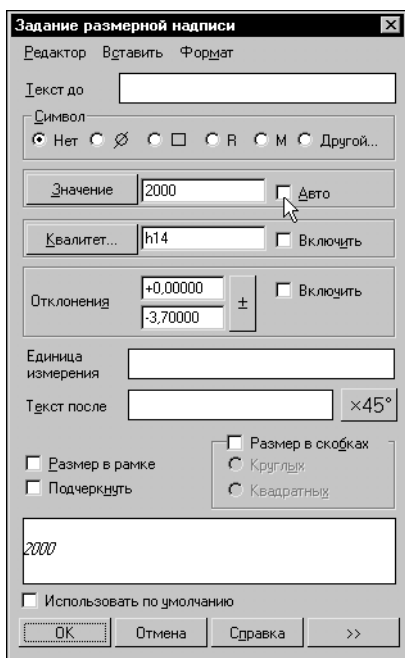 Задание размерной надписи
Редактор Вставить Формат
Текст до
Символ
Нет Ø □ R M Другой...
Значение 2000 Авто
Квалитет... h14 Включить
Отклонения +0,00000 ± Включить
-3,70000
Единица
измерения
Текст после ×45°
Размер в скобках
Размер в рамке Круглых
Подчеркнуть Квадратных
2000
Использовать по умолчанию
OK Отмена Справка >>